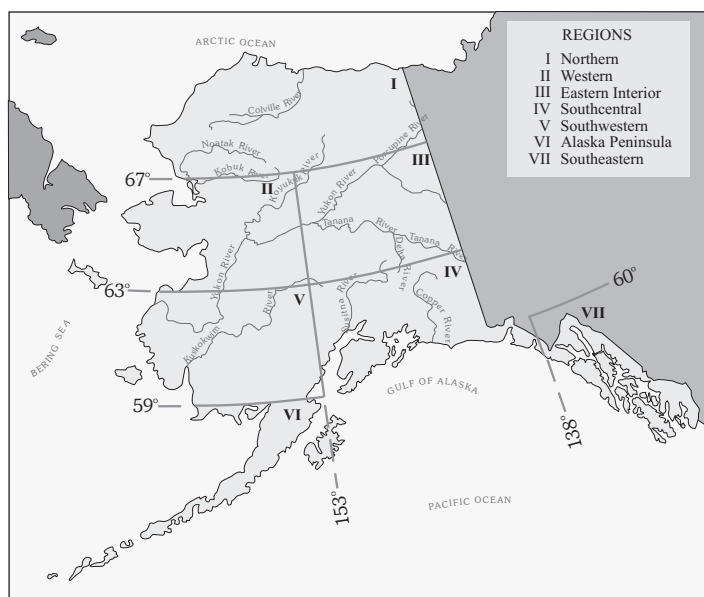 ARCTIC OCEAN
REGIONS
I Northern
II Western
III Eastern Interior
IV Southcentral
V Southwestern
VI Alaska Peninsula
VII Southeastern
I
Colville River
Noatak River
Kobuk River
Koyukuk River
Porcupine River
III
67°
II
Yukon River
Tanana River
Tanana River
Delta River
IV
63°
V
Yukon River
Kuskokwim River
Susitna River
Copper River
60°
VII
BERING SEA
59°
VI
GULF OF ALASKA
138°
153°
PACIFIC OCEAN